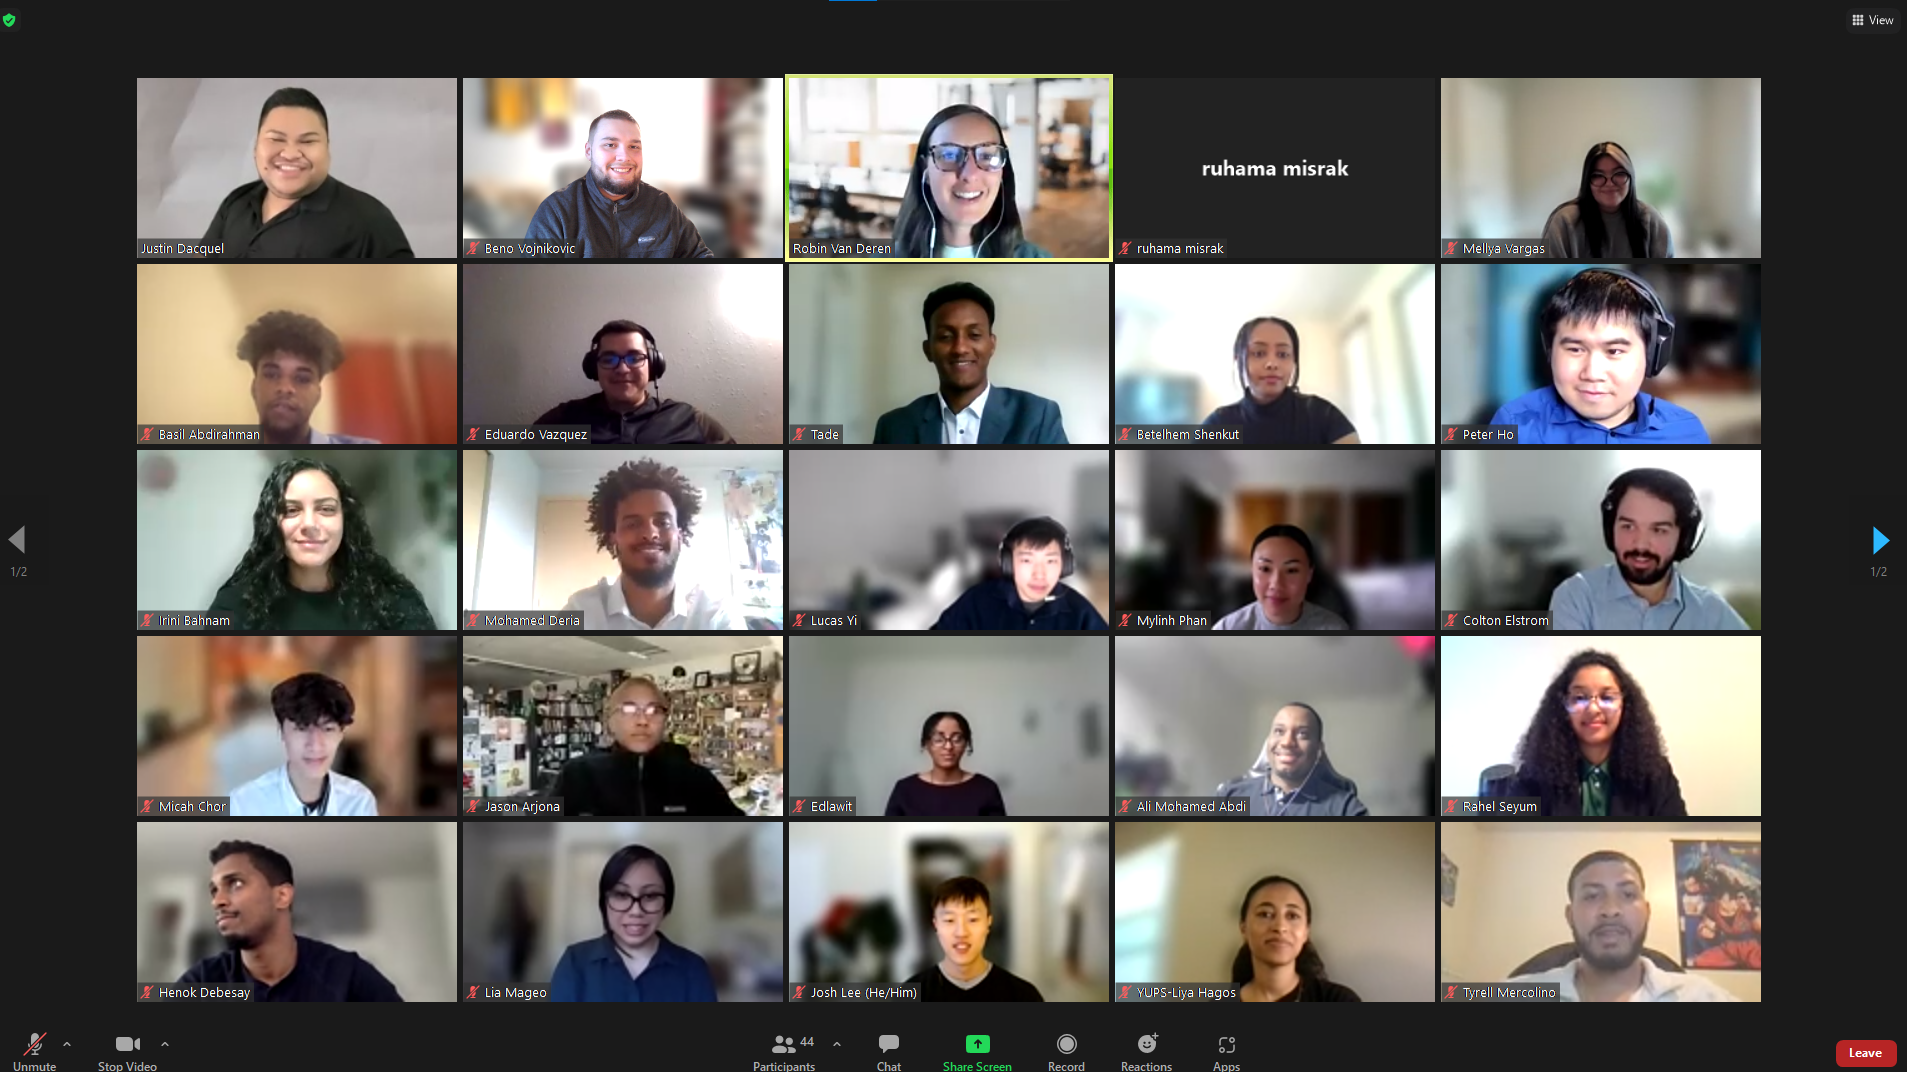 View
ruhama misrak
Justin Dacquel
Beno Vojnikovic
Robin Van Deren
ruhama misrak
Mellya Vargas
Basil Abdirahman
Eduardo Vazquez
Tade
Betelhem Shenkut
Peter Ho
Irini Bahnam
Mohamed Deria
Lucas Yi
Mylinh Phan
Colton Elstrom
1/2
1/2
Micah Chor
Jason Arjona
Edlawit
Ali Mohamed Abdi
Rahel Seyum
Henok Debesay
Lia Mageo
Josh Lee (He/Him)
YUPS-Liya Hagos
Tyrell Mercolino
44
Unmute
Stop Video
Participants
Chat
Share Screen
Record
Reactions
Apps
Leave